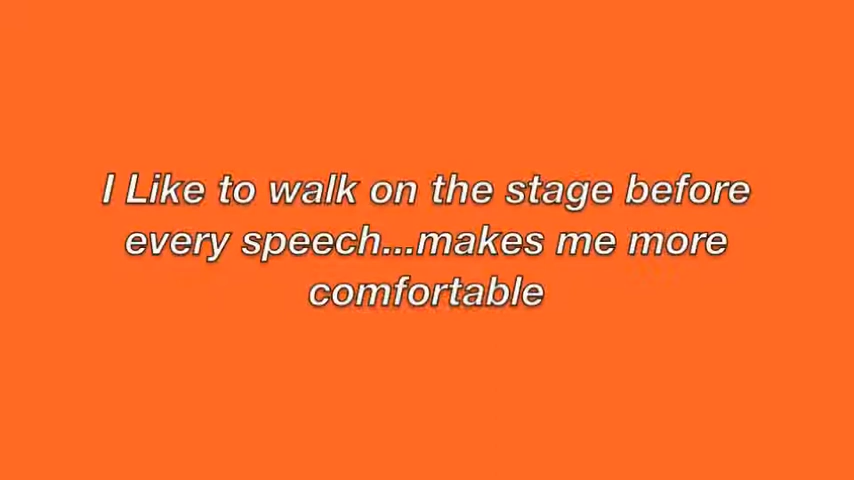 I Like to walk on the stage before
every speech...makes me more
comfortable